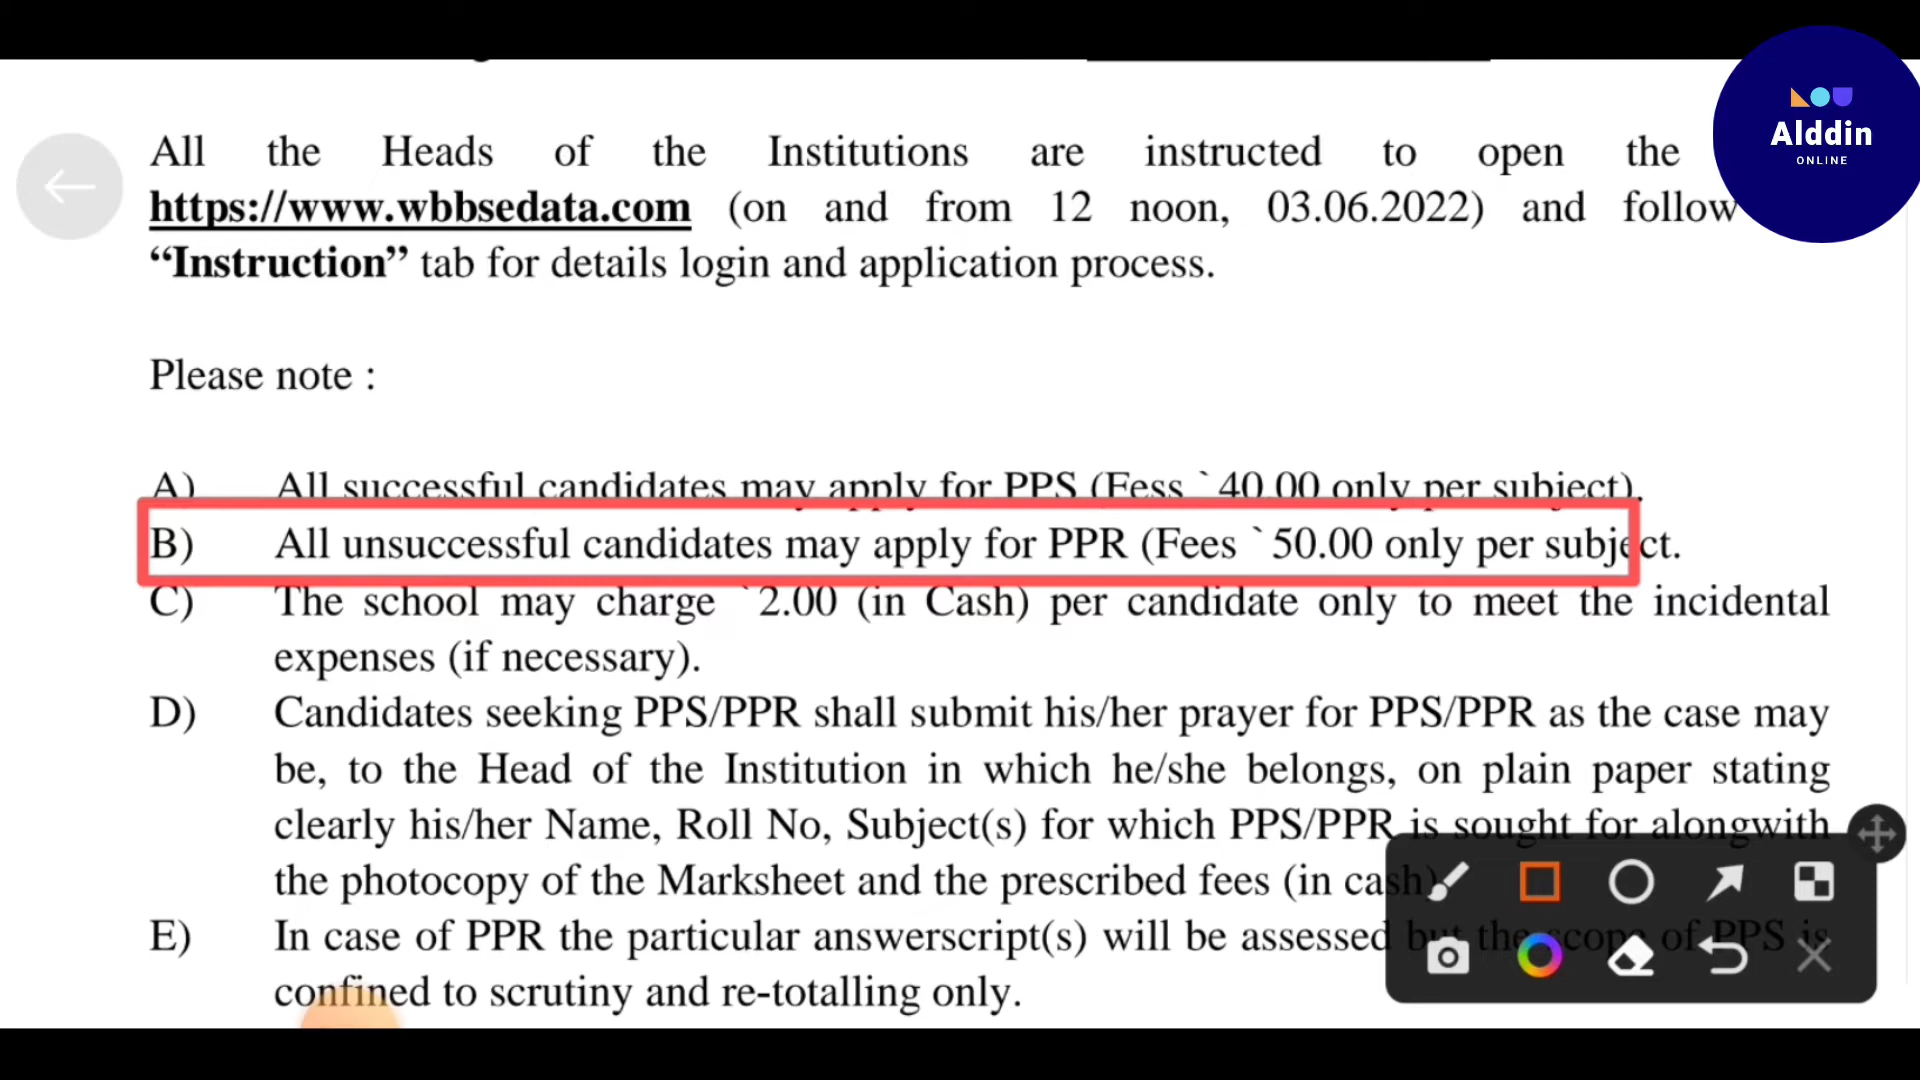 Alddin
ONLINE
All the Heads of the Institutions are instructed to open the
https://www.wbbsedata.com (on and from 12 noon, 03.06.2022) and follow
“Instruction” tab for details login and application process.
Please note :
A) All successful candidates may apply for PPS (Fess `40.00 only per subject).
B) All unsuccessful candidates may apply for PPR (Fees `50.00 only per subject.
C) The school may charge `2.00 (in Cash) per candidate only to meet the incidental
expenses (if necessary).
D) Candidates seeking PPS/PPR shall submit his/her prayer for PPS/PPR as the case may
be, to the Head of the Institution in which he/she belongs, on plain paper stating
clearly his/her Name, Roll No, Subject(s) for which PPS/PPR is sought for alongwith
the photocopy of the Marksheet and the prescribed fees (in cash)
E) In case of PPR the particular answerscript(s) will be assessed but the scope of PPS is
confined to scrutiny and re-totalling only.